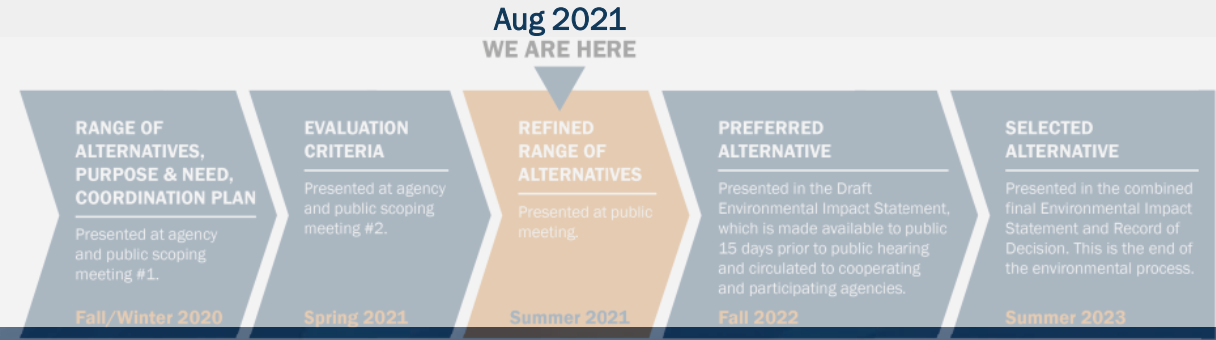 Aug 2021
WE ARE HERE
RANGE OF
ALTERNATIVES,
PURPOSE & NEED,
COORDINATION PLAN
Presented at agency
and public scoping
meeting #1.
Fall/Winter 2020
EVALUATION
CRITERIA
Presented at agency
and public scoping
meeting #2.
Spring 2021
REFINED
RANGE OF
ALTERNATIVES
Presented at public
meeting.
Summer 2021
PREFERRED
ALTERNATIVE
Presented in the Draft
Environmental Impact Statement,
which is made available to public
15 days prior to public hearing
and circulated to cooperating
and participating agencies.
Fall 2022
SELECTED
ALTERNATIVE
Presented in the combined
final Environmental Impact
Statement and Record of
Decision. This is the end of
the environmental process.
Summer 2023